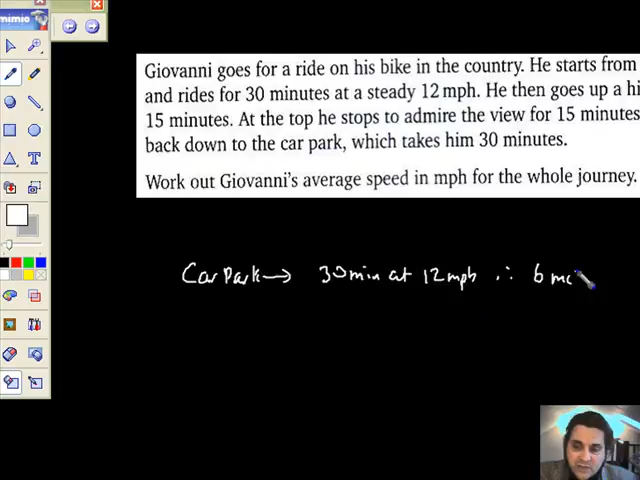 mimio
Giovanni goes for a ride on his bike in the country. He starts from
and rides for 30 minutes at a steady 12 mph. He then goes up a hi
15 minutes. At the top he stops to admire the view for 15 minutes
back down to the car park, which takes him 30 minutes.
Work out Giovanni's average speed in mph for the whole journey.
Car Park → 30min at 12mph ∴ 6
T